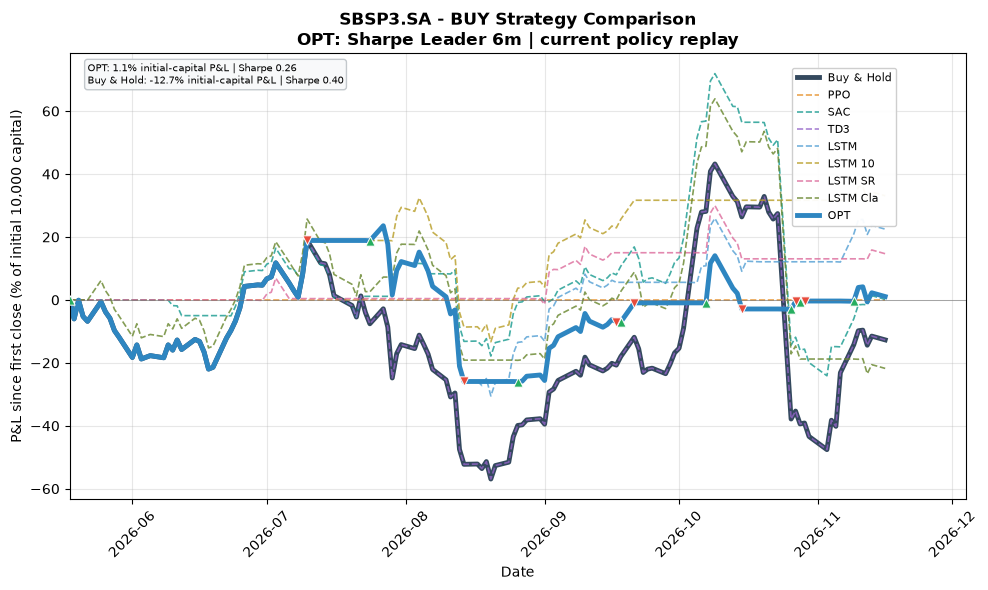 SBSP3.SA - BUY Strategy Comparison
OPT: Sharpe Leader 6m | current policy replay
OPT: 1.1% initial-capital P&L | Sharpe 0.26
Buy & Hold: -12.7% initial-capital P&L | Sharpe 0.40
Buy & Hold
PPO
SAC
TD3
LSTM
LSTM 10
LSTM SR
LSTM Cla
OPT
P&L since first close (% of initial 10,000 capital)
60
40
20
0
−20
−40
−60
2026-06
2026-07
2026-08
2026-09
2026-10
2026-11
2026-12
Date